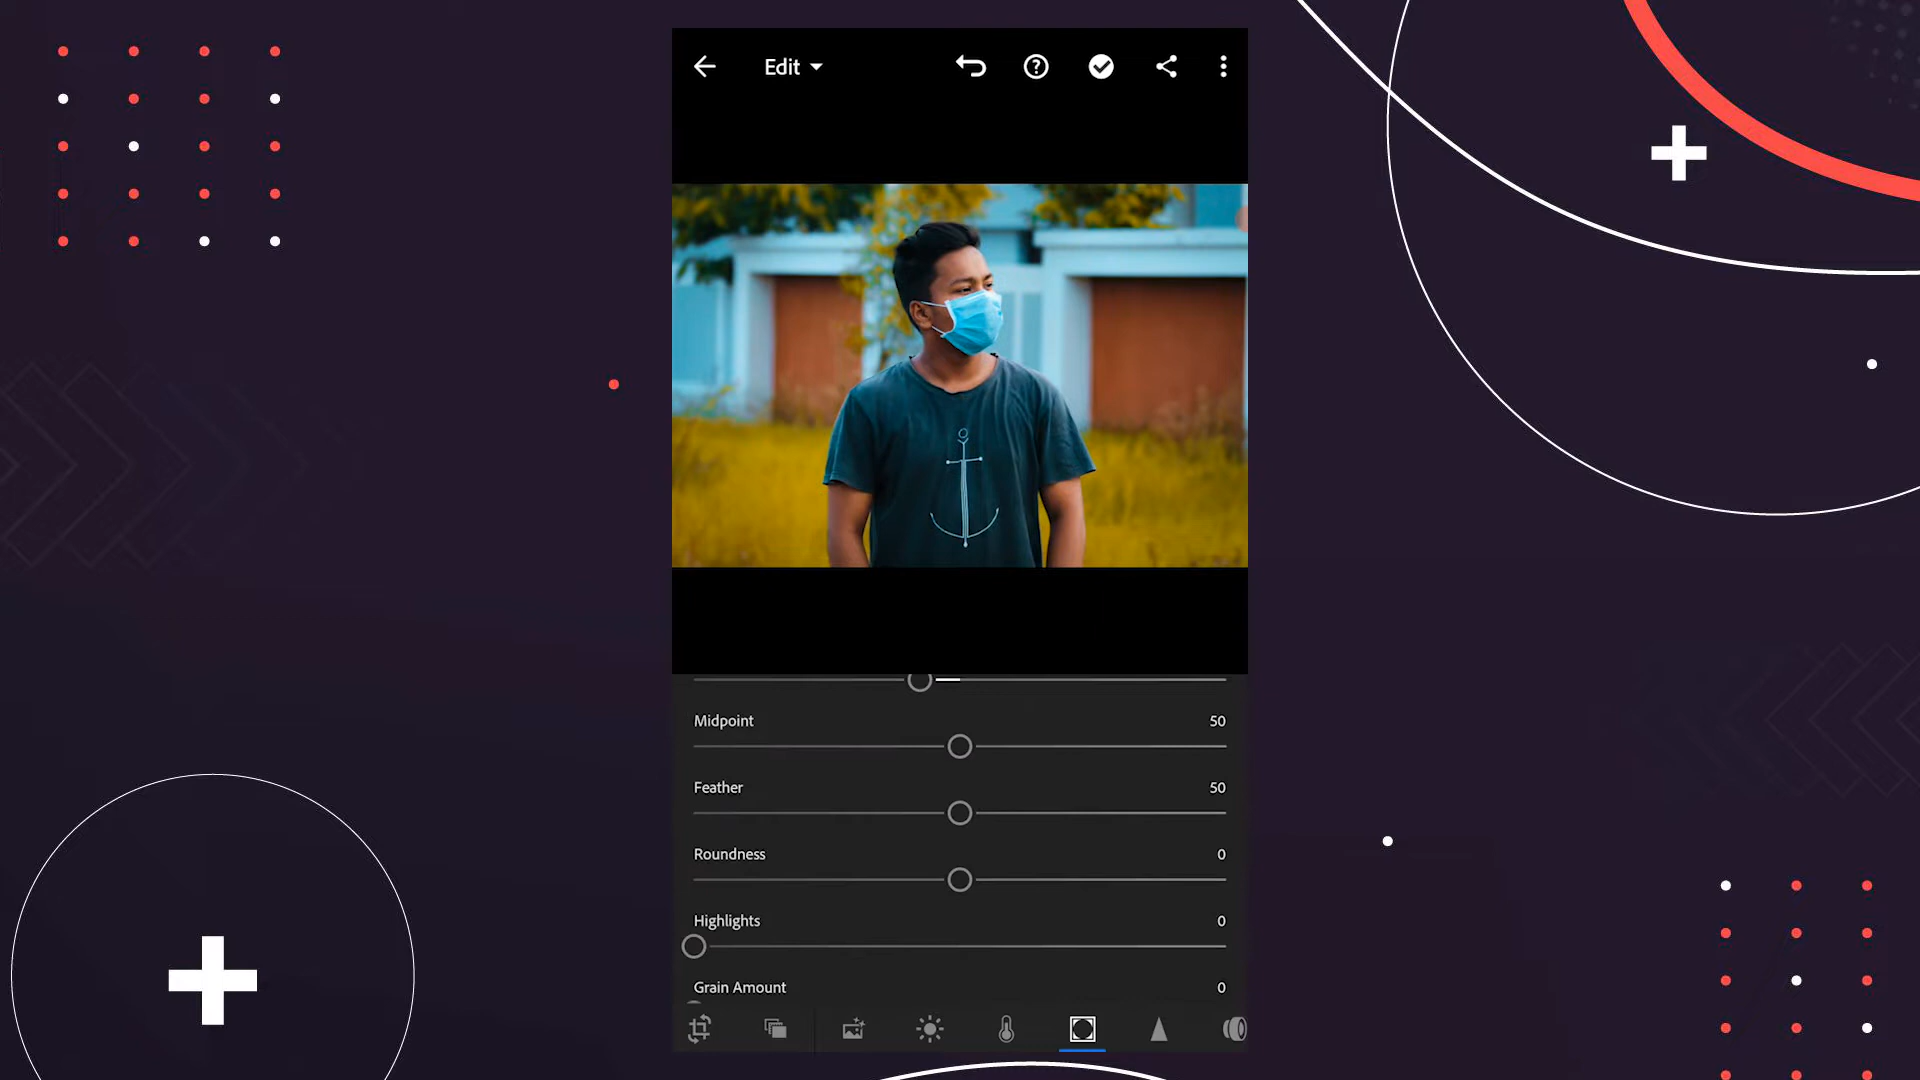 Edit
Midpoint 50
Feather 50
Roundness 0
Highlights 0
Grain Amount 0